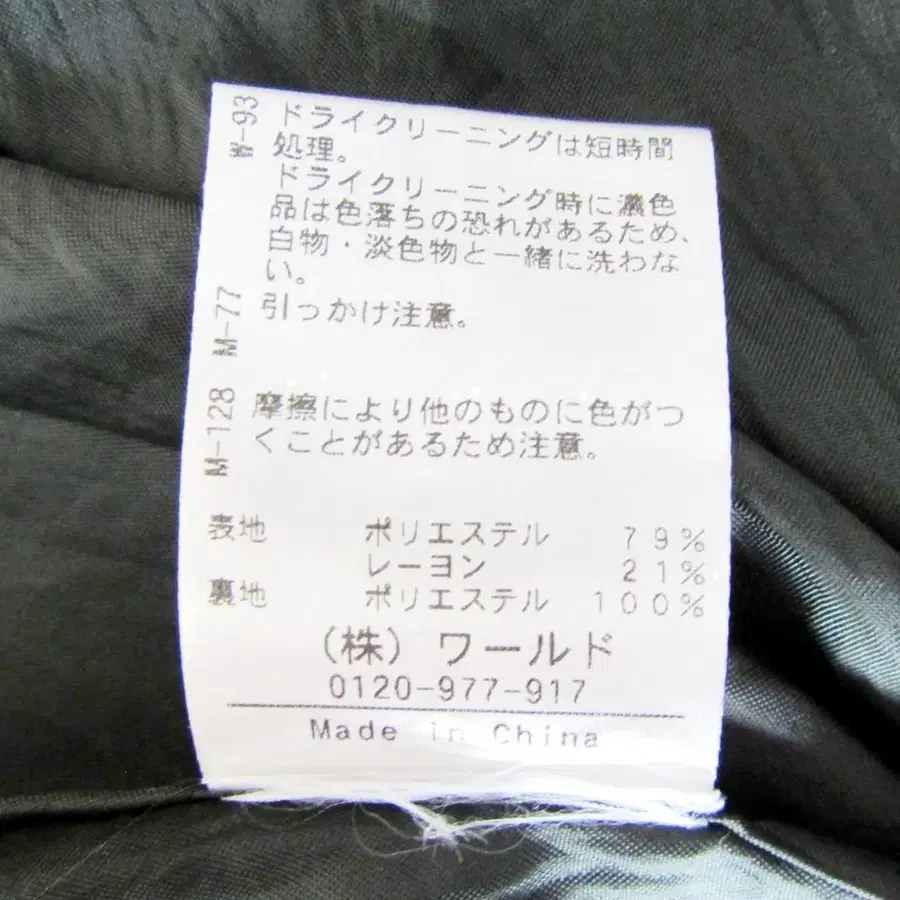 W-93 ドライクリーニングは短時間
処理。
ドライクリーニング時に濃色
品は色落ちの恐れがあるため、
白物・淡色物と一緒に洗わな
い。
M-77 引っかけ注意。
M-128 摩擦により他のものに色がつ
くことがあるため注意。
表地 ポリエステル 79%
レーヨン 21%
裏地 ポリエステル 100%
(株) ワールド
0120-977-917
Made in China